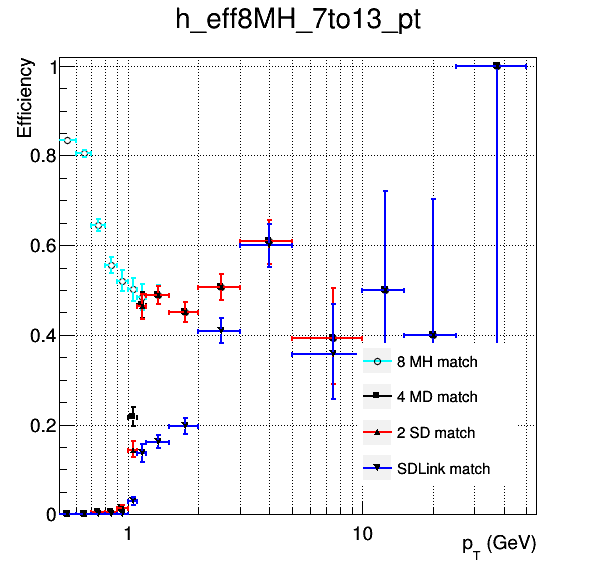 h_eff8MH_7to13_pt
Efficiency
1
0.8
0.6
0.4
0.2
0
8 MH match
4 MD match
2 SD match
SDLink match
1
10
pT (GeV)